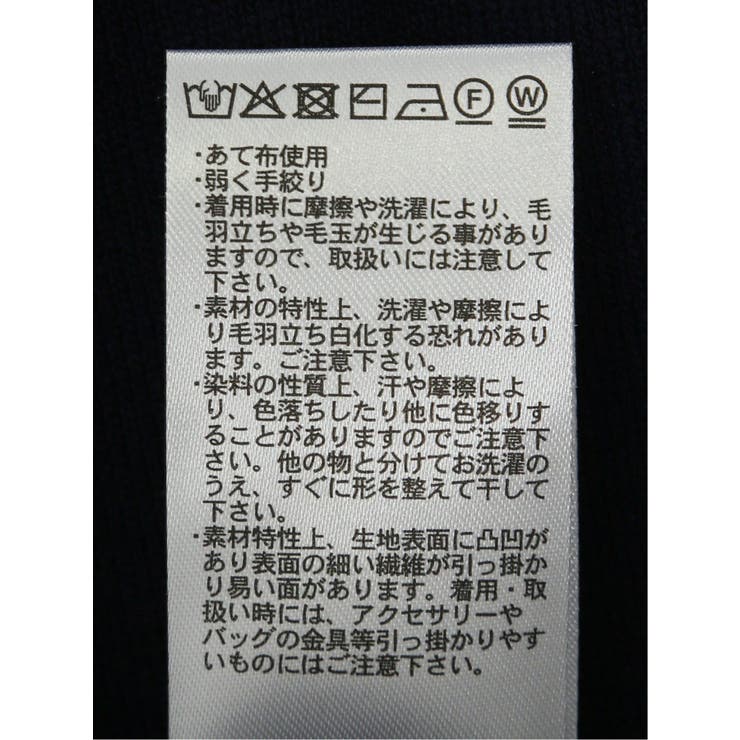 F W
・あて布使用
・弱く手絞り
・着用時に摩擦や洗濯により、毛
羽立ちや毛玉が生じる事があり
ますので、取扱いには注意して
下さい。
・素材の特性上、洗濯や摩擦によ
り毛羽立ち白化する恐れがあり
ます。ご注意下さい。
・染料の性質上、汗や摩擦によ
り、色落ちしたり他に色移りす
ることがありますのでご注意下
さい。他の物と分けてお洗濯の
うえ、すぐに形を整えて干して
下さい。
・素材特性上、生地表面に凸凹が
あり表面の細い繊維が引っ掛か
り易い面があります。着用・取
扱い時には、アクセサリーや
バッグの金具等引っ掛かりやす
いものにはご注意下さい。